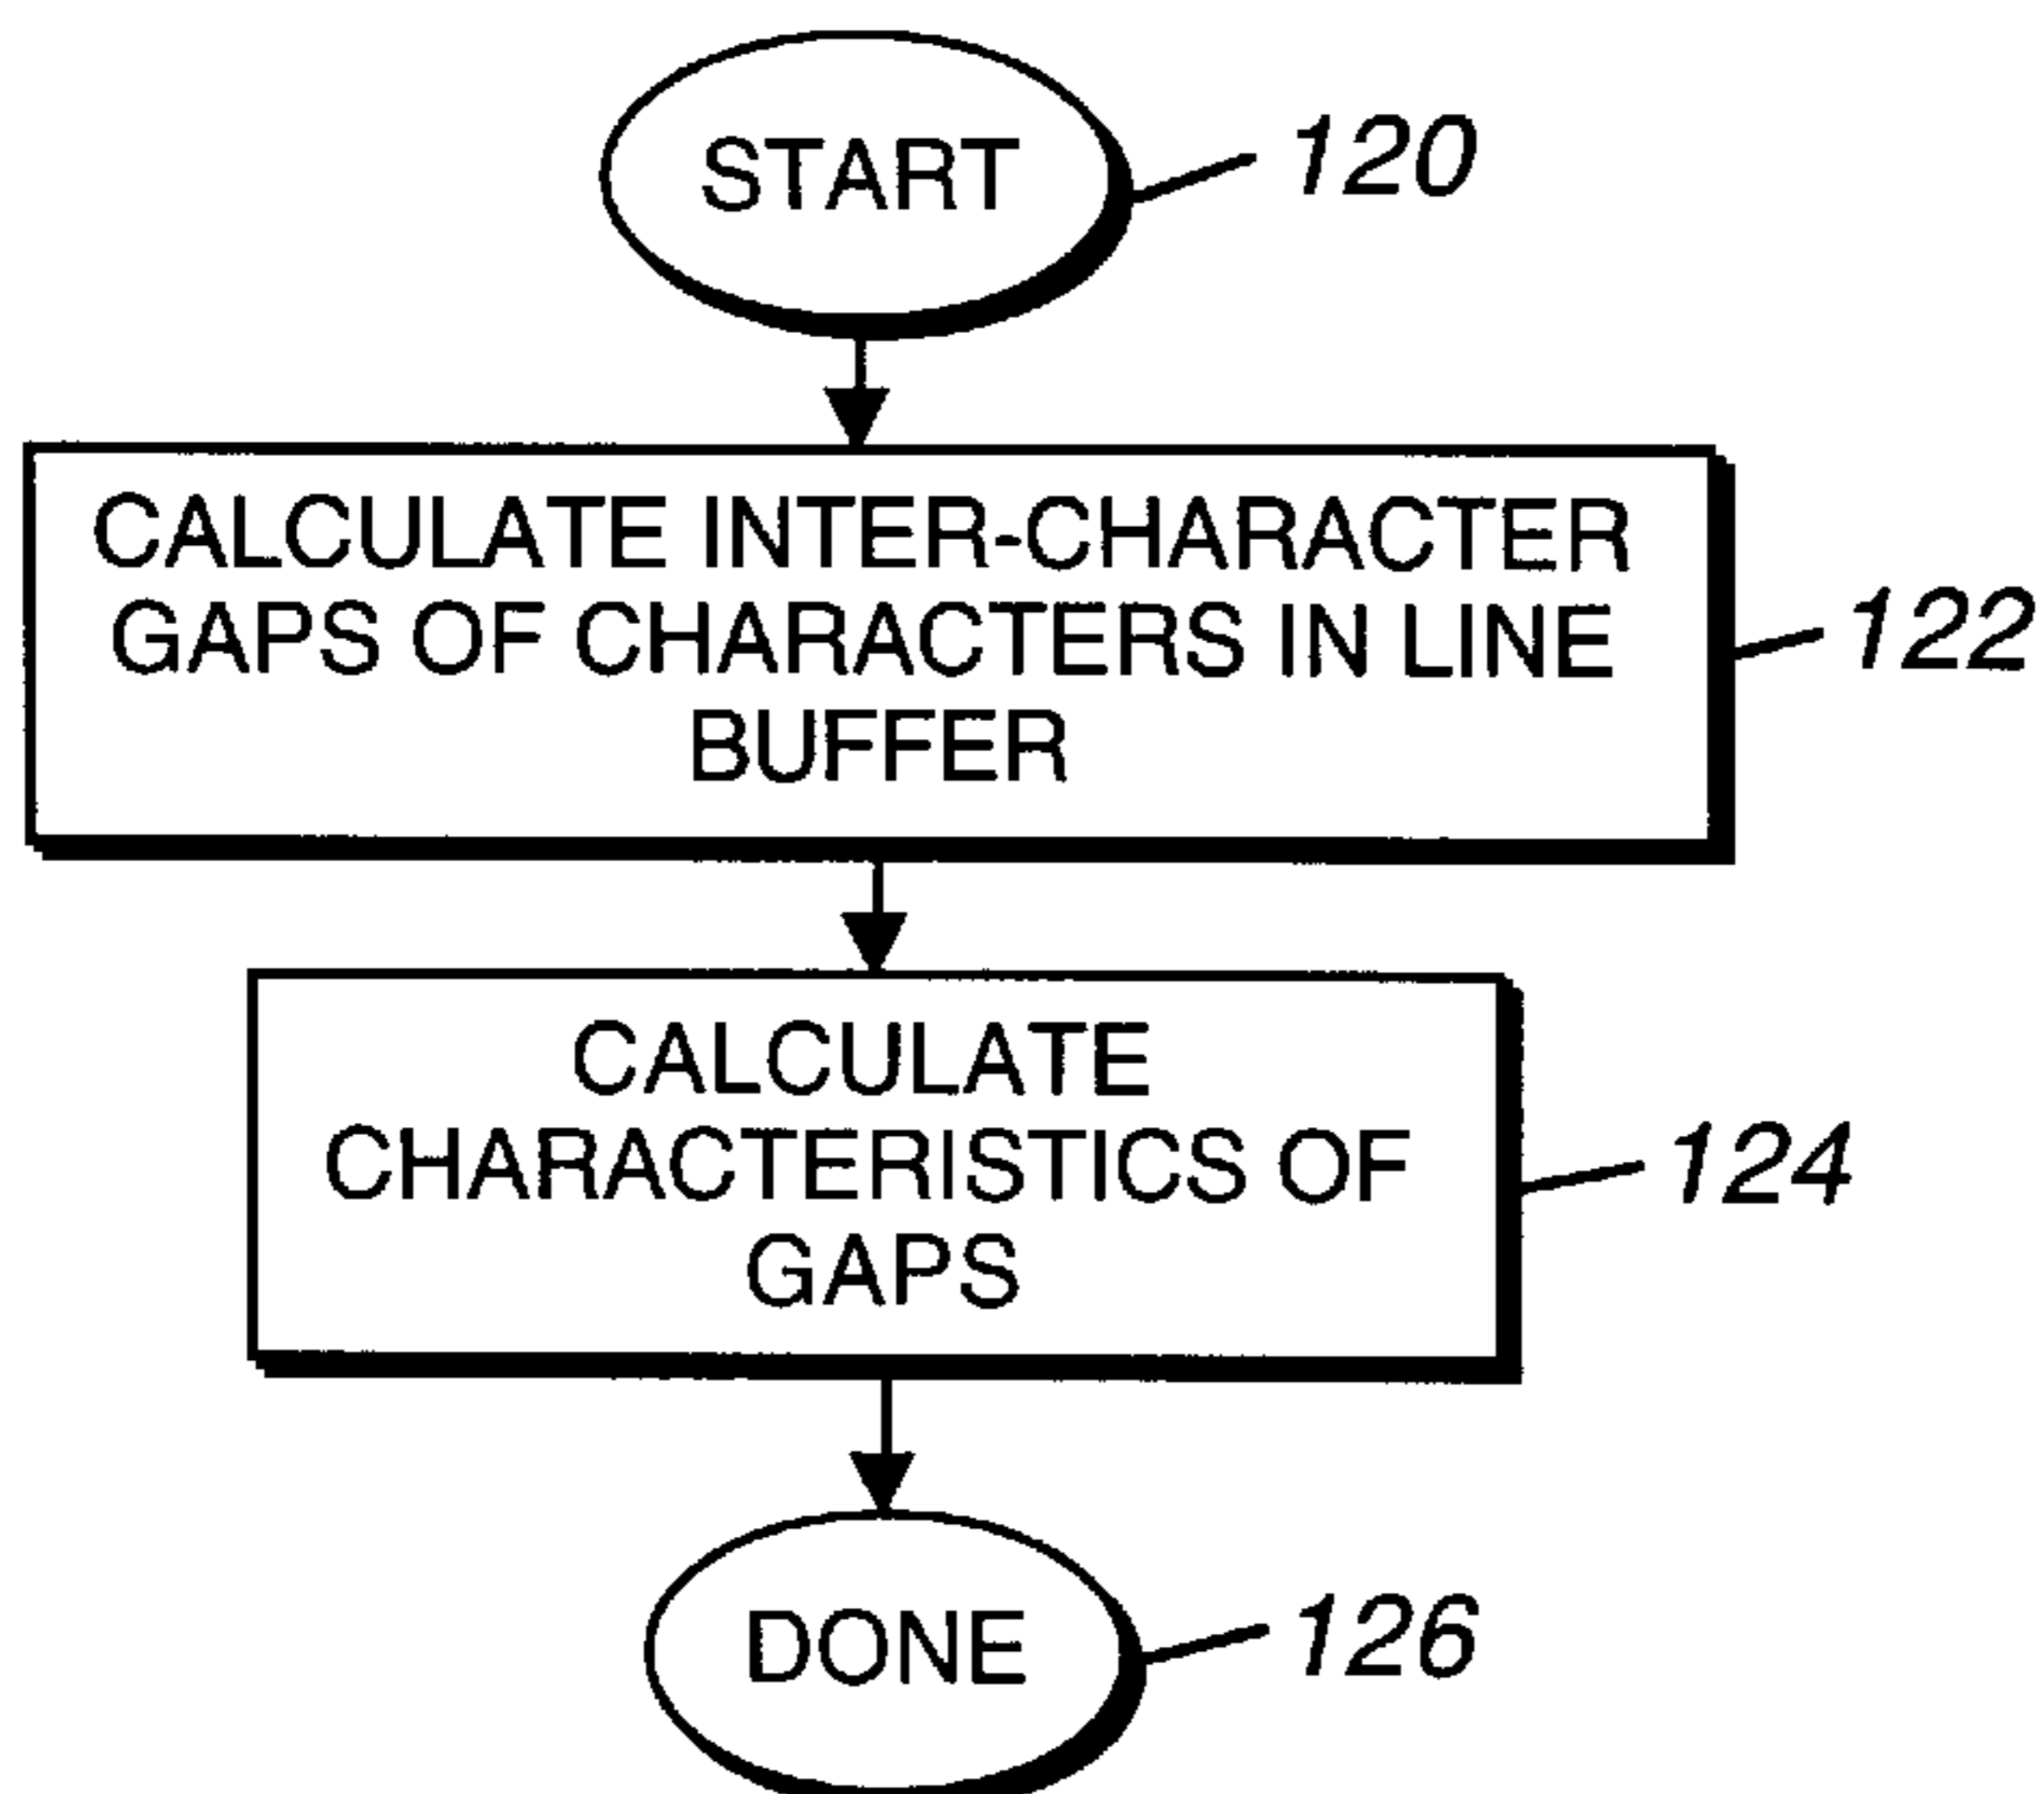 START
120
CALCULATE INTER-CHARACTER
GAPS OF CHARACTERS IN LINE
BUFFER
122
CALCULATE
CHARACTERISTICS OF
GAPS
124
DONE
126